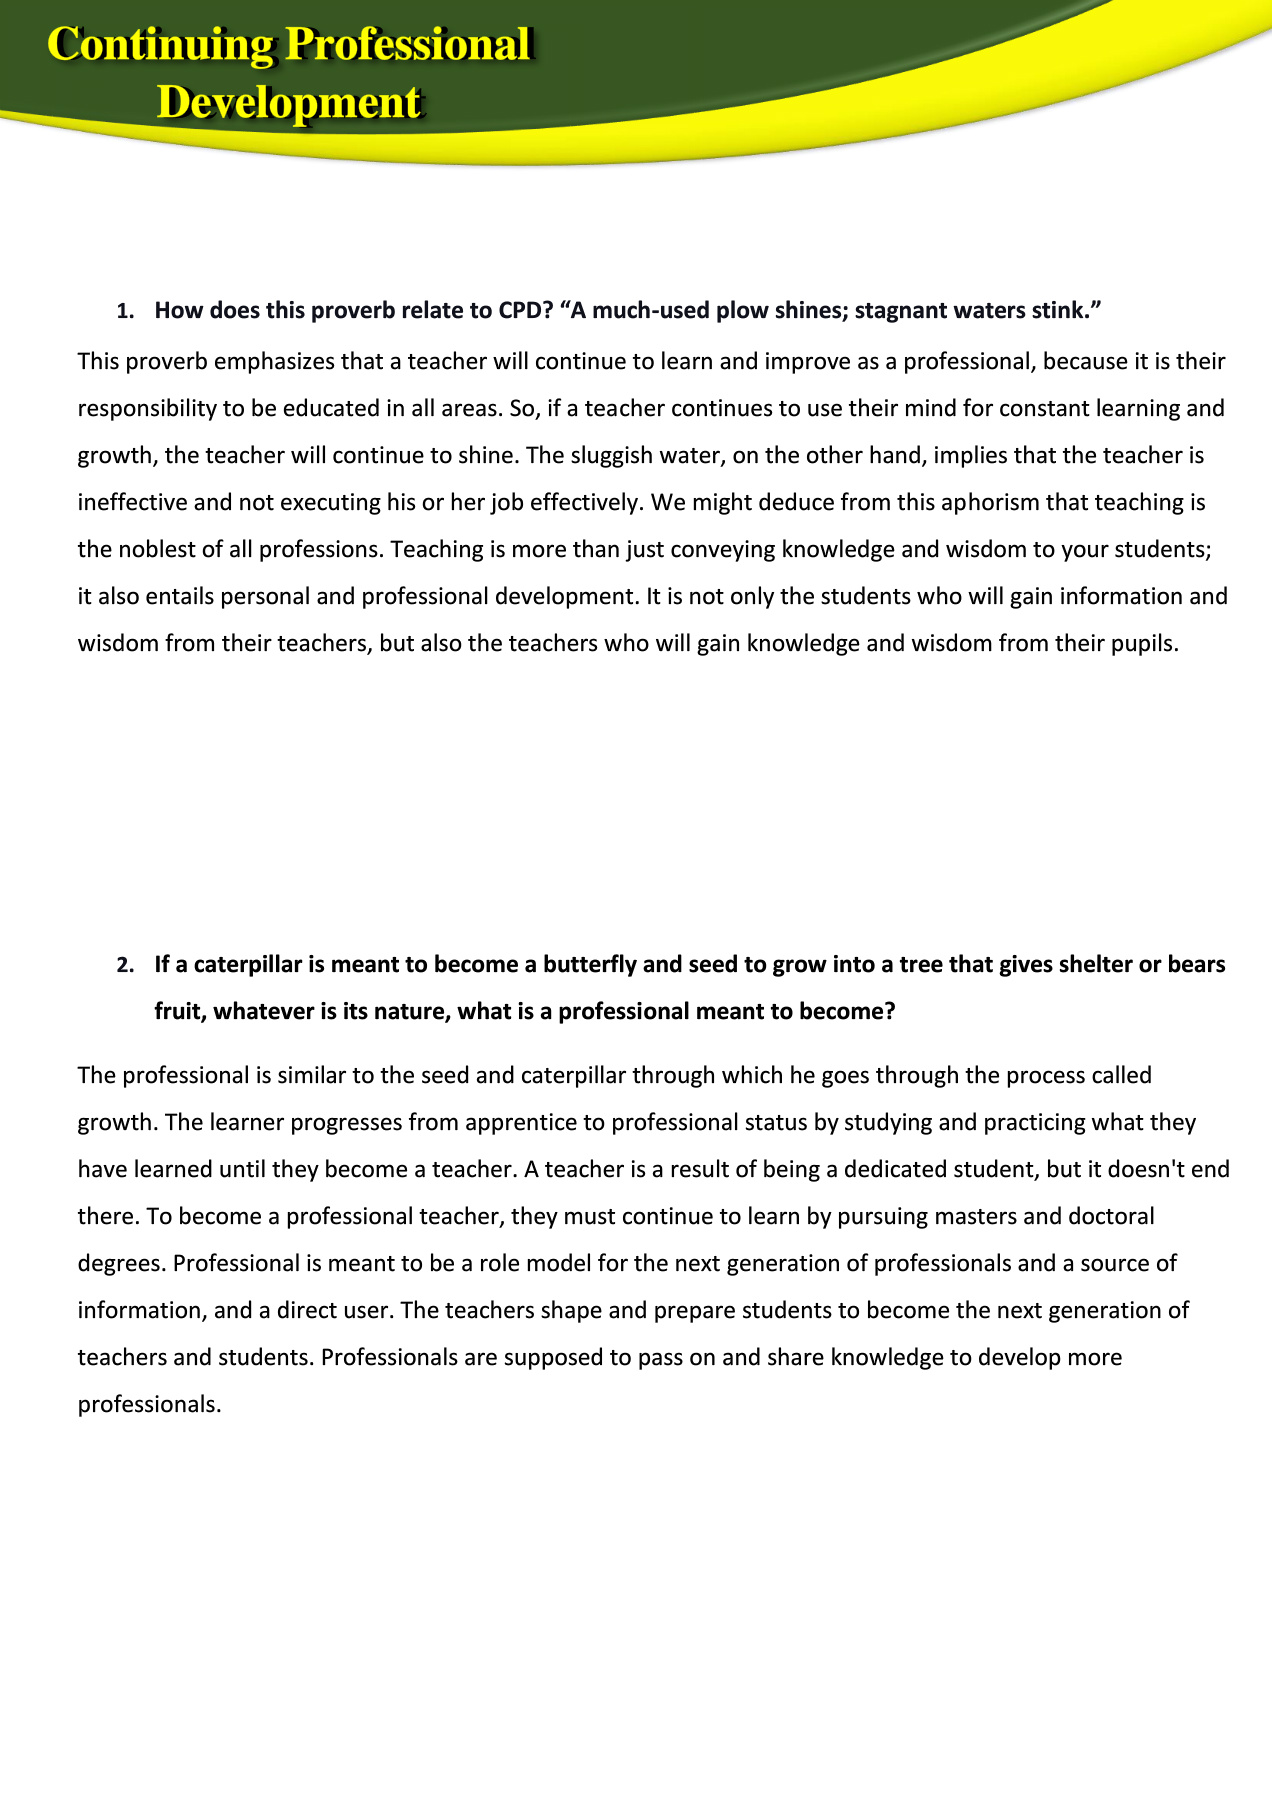 Continuing Professional
Development
1. How does this proverb relate to CPD? “A much-used plow shines; stagnant waters stink.”
This proverb emphasizes that a teacher will continue to learn and improve as a professional, because it is their
responsibility to be educated in all areas. So, if a teacher continues to use their mind for constant learning and
growth, the teacher will continue to shine. The sluggish water, on the other hand, implies that the teacher is
ineffective and not executing his or her job effectively. We might deduce from this aphorism that teaching is
the noblest of all professions. Teaching is more than just conveying knowledge and wisdom to your students;
it also entails personal and professional development. It is not only the students who will gain information and
wisdom from their teachers, but also the teachers who will gain knowledge and wisdom from their pupils.
2. If a caterpillar is meant to become a butterfly and seed to grow into a tree that gives shelter or bears
fruit, whatever is its nature, what is a professional meant to become?
The professional is similar to the seed and caterpillar through which he goes through the process called
growth. The learner progresses from apprentice to professional status by studying and practicing what they
have learned until they become a teacher. A teacher is a result of being a dedicated student, but it doesn't end
there. To become a professional teacher, they must continue to learn by pursuing masters and doctoral
degrees. Professional is meant to be a role model for the next generation of professionals and a source of
information, and a direct user. The teachers shape and prepare students to become the next generation of
teachers and students. Professionals are supposed to pass on and share knowledge to develop more
professionals.